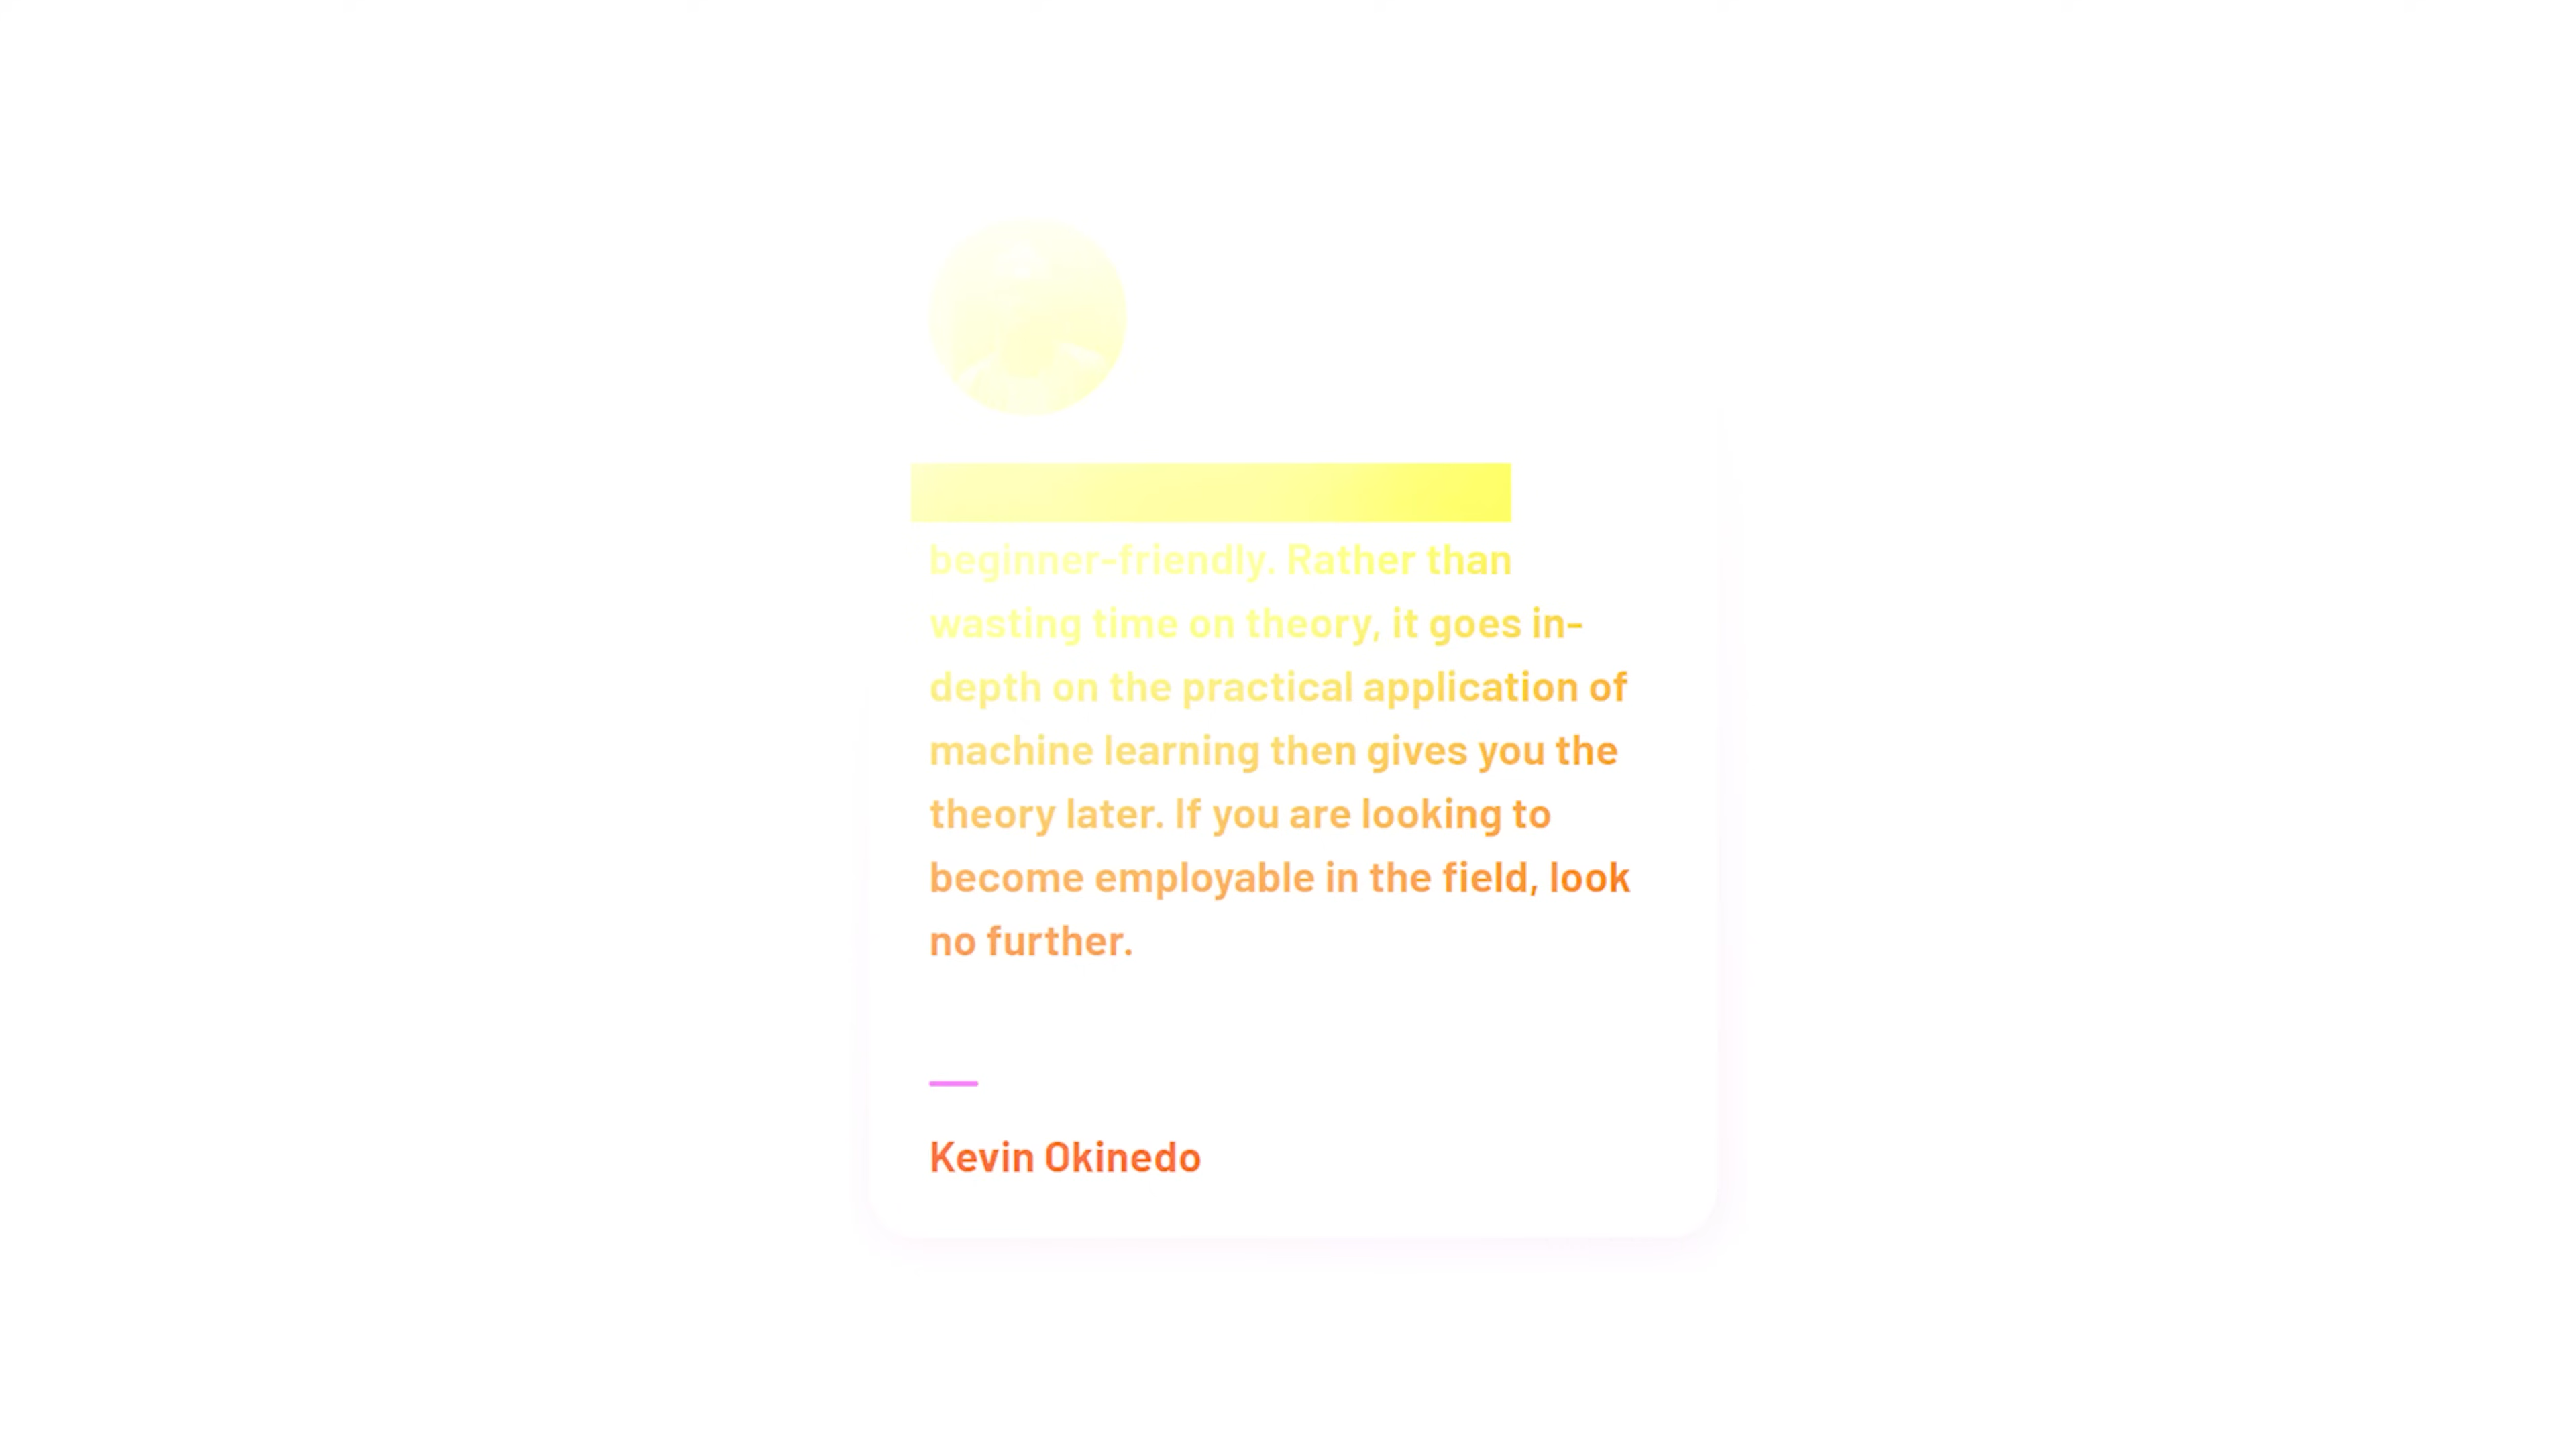 beginner-friendly. Rather than
wasting time on theory, it goes in-
depth on the practical application of
machine learning then gives you the
theory later. If you are looking to
become employable in the field, look
no further.
Kevin Okinedo